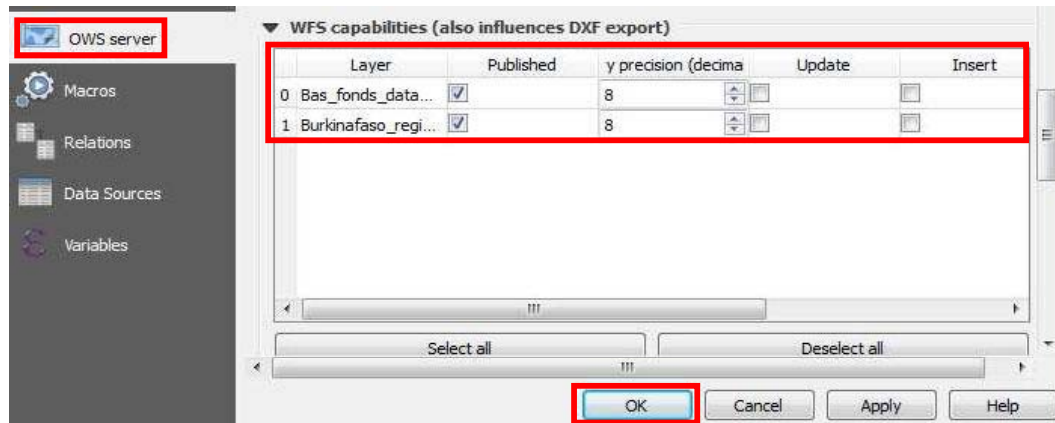 OWS server
Macros
Relations
Data Sources
Variables
WFS capabilities (also influences DXF export)
Layer Published y precision (decima Update Insert
0 Bas_fonds_data... 8
1 Burkinafaso_regi... 8
Select all Deselect all
OK Cancel Apply Help